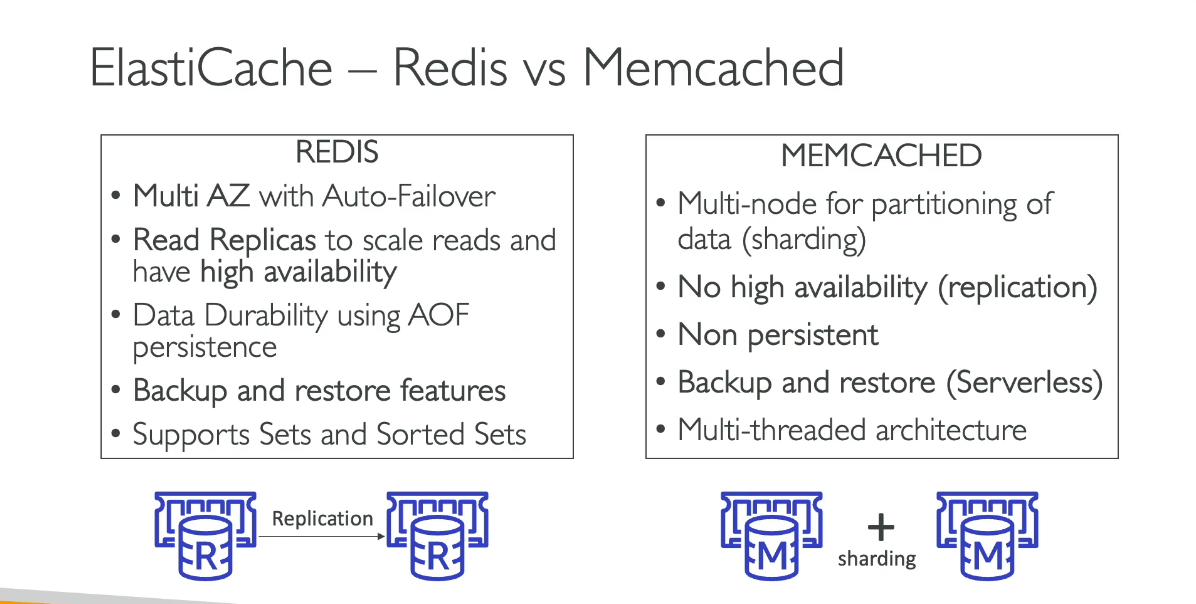 ElastiCache – Redis vs Memcached
REDIS
• Multi AZ with Auto-Failover
• Read Replicas to scale reads and
have high availability
• Data Durability using AOF
persistence
• Backup and restore features
• Supports Sets and Sorted Sets
MEMCACHED
• Multi-node for partitioning of
data (sharding)
• No high availability (replication)
• Non persistent
• Backup and restore (Serverless)
• Multi-threaded architecture
R
Replication
R
M
+
sharding
M